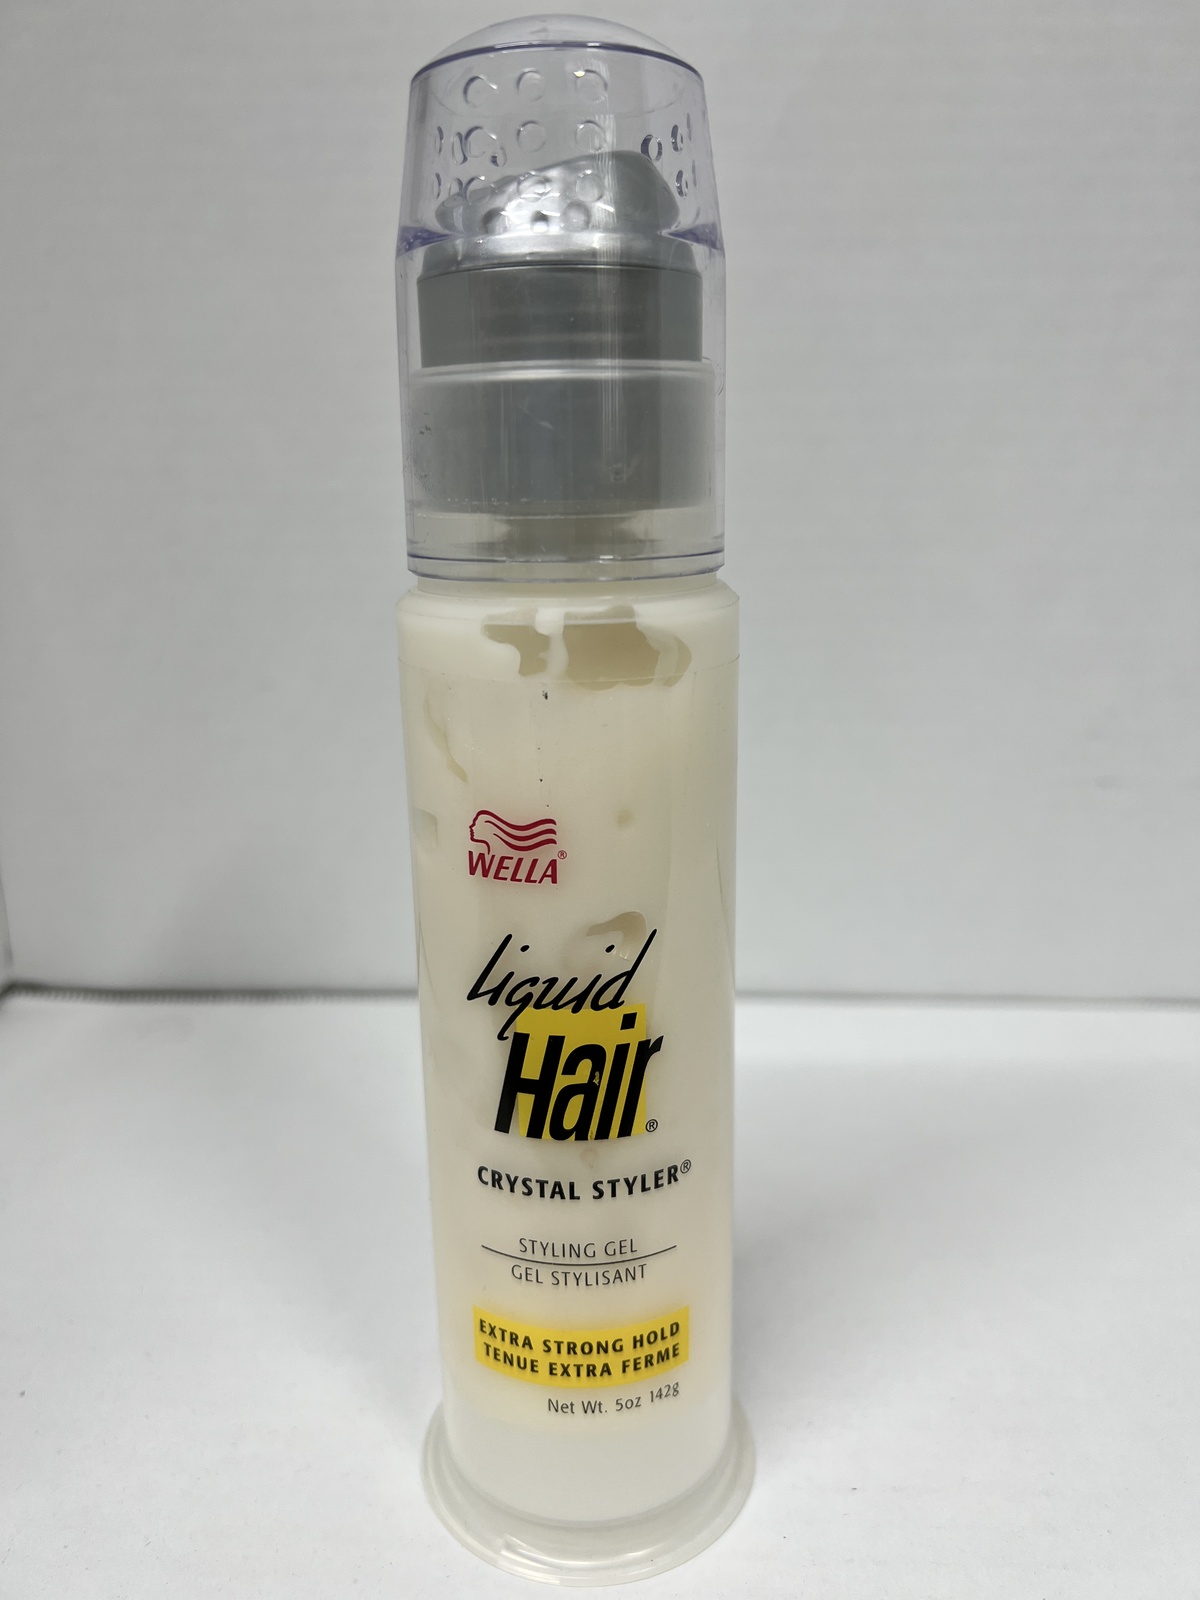 WELLA®
liquid
Hair®
CRYSTAL STYLER®
STYLING GEL
GEL STYLISANT
EXTRA STRONG HOLD
TENUE EXTRA FERME
Net Wt. 5oz 142g